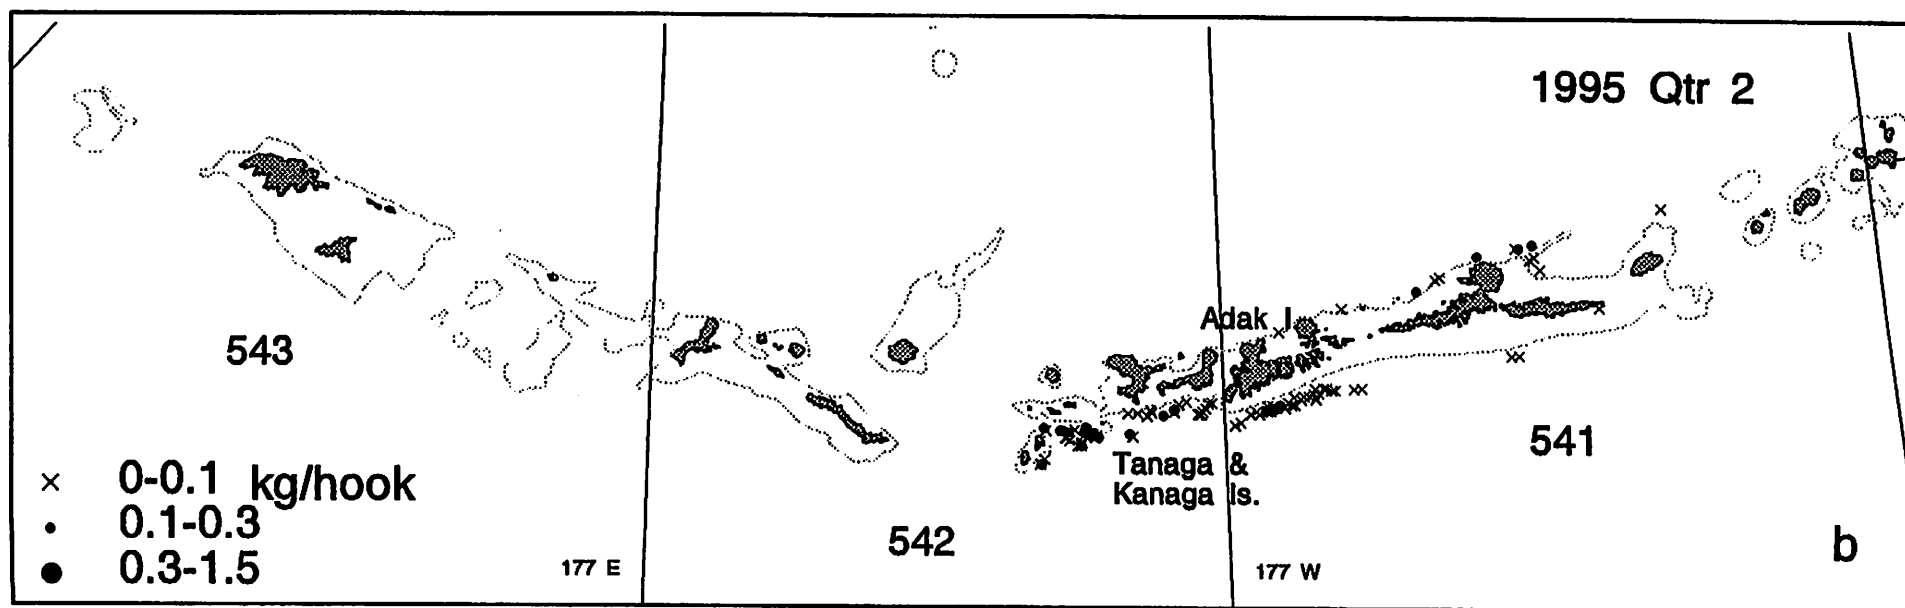 1995 Qtr 2
Adak I.
543
541
Tanaga &
Kanaga Is.
× 0-0.1 kg/hook
• 0.1-0.3
● 0.3-1.5
542
177 E
177 W
b